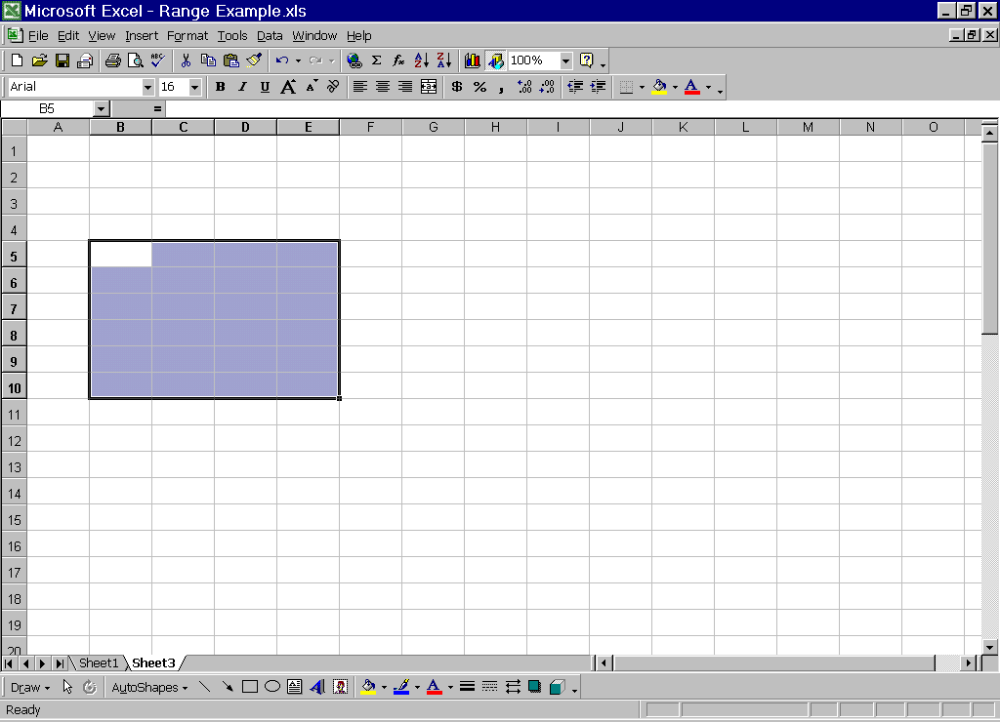 Microsoft Excel - Range Example.xls
File Edit View Insert Format Tools Data Window Help
100%
Arial 16 B I U
B5 =
A B C D E F G H I J K L M N O
1
2
3
4
5
6
7
8
9
10
11
12
13
14
15
16
17
18
19
20
Sheet1 Sheet3
Draw AutoShapes
Ready